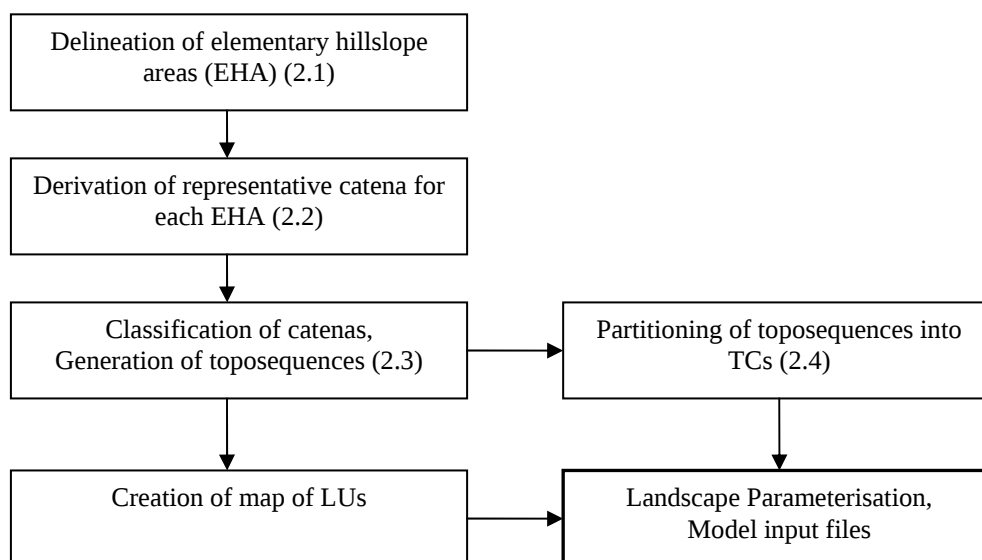 Delineation of elementary hillslope
areas (EHA) (2.1)
Derivation of representative catena for
each EHA (2.2)
Classification of catenas,
Generation of toposequences (2.3)
Partitioning of toposequences into
TCs (2.4)
Creation of map of LUs
Landscape Parameterisation,
Model input files